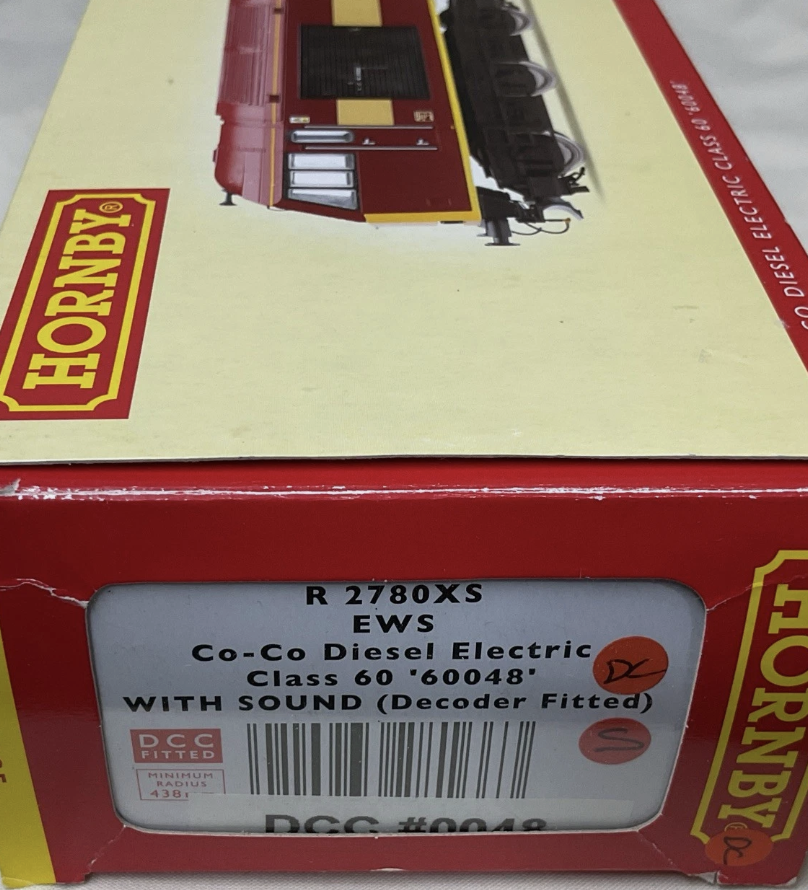 HORNBY®
CO DIESEL ELECTRIC CLASS 60 '60048'
R 2780XS
EWS
Co-Co Diesel Electric
Class 60 '60048'
WITH SOUND (Decoder Fitted)
DC
S
DCC
FITTED
MINIMUM
RADIUS
438
DCC #0048
HORNBY®
DC